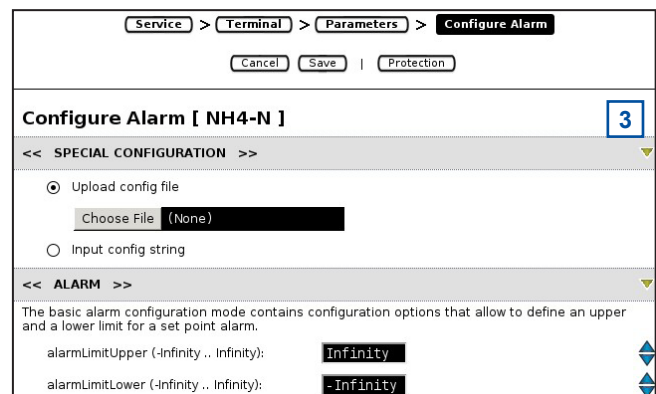 Service > Terminal > Parameters > Configure Alarm
Cancel Save | Protection
Configure Alarm [ NH4-N ]
3
<< SPECIAL CONFIGURATION >>
Upload config file
Choose File (None)
Input config string
<< ALARM >>
The basic alarm configuration mode contains configuration options that allow to define an upper
and a lower limit for a set point alarm.
alarmLimitUpper (-Infinity .. Infinity): Infinity
alarmLimitLower (-Infinity .. Infinity): -Infinity